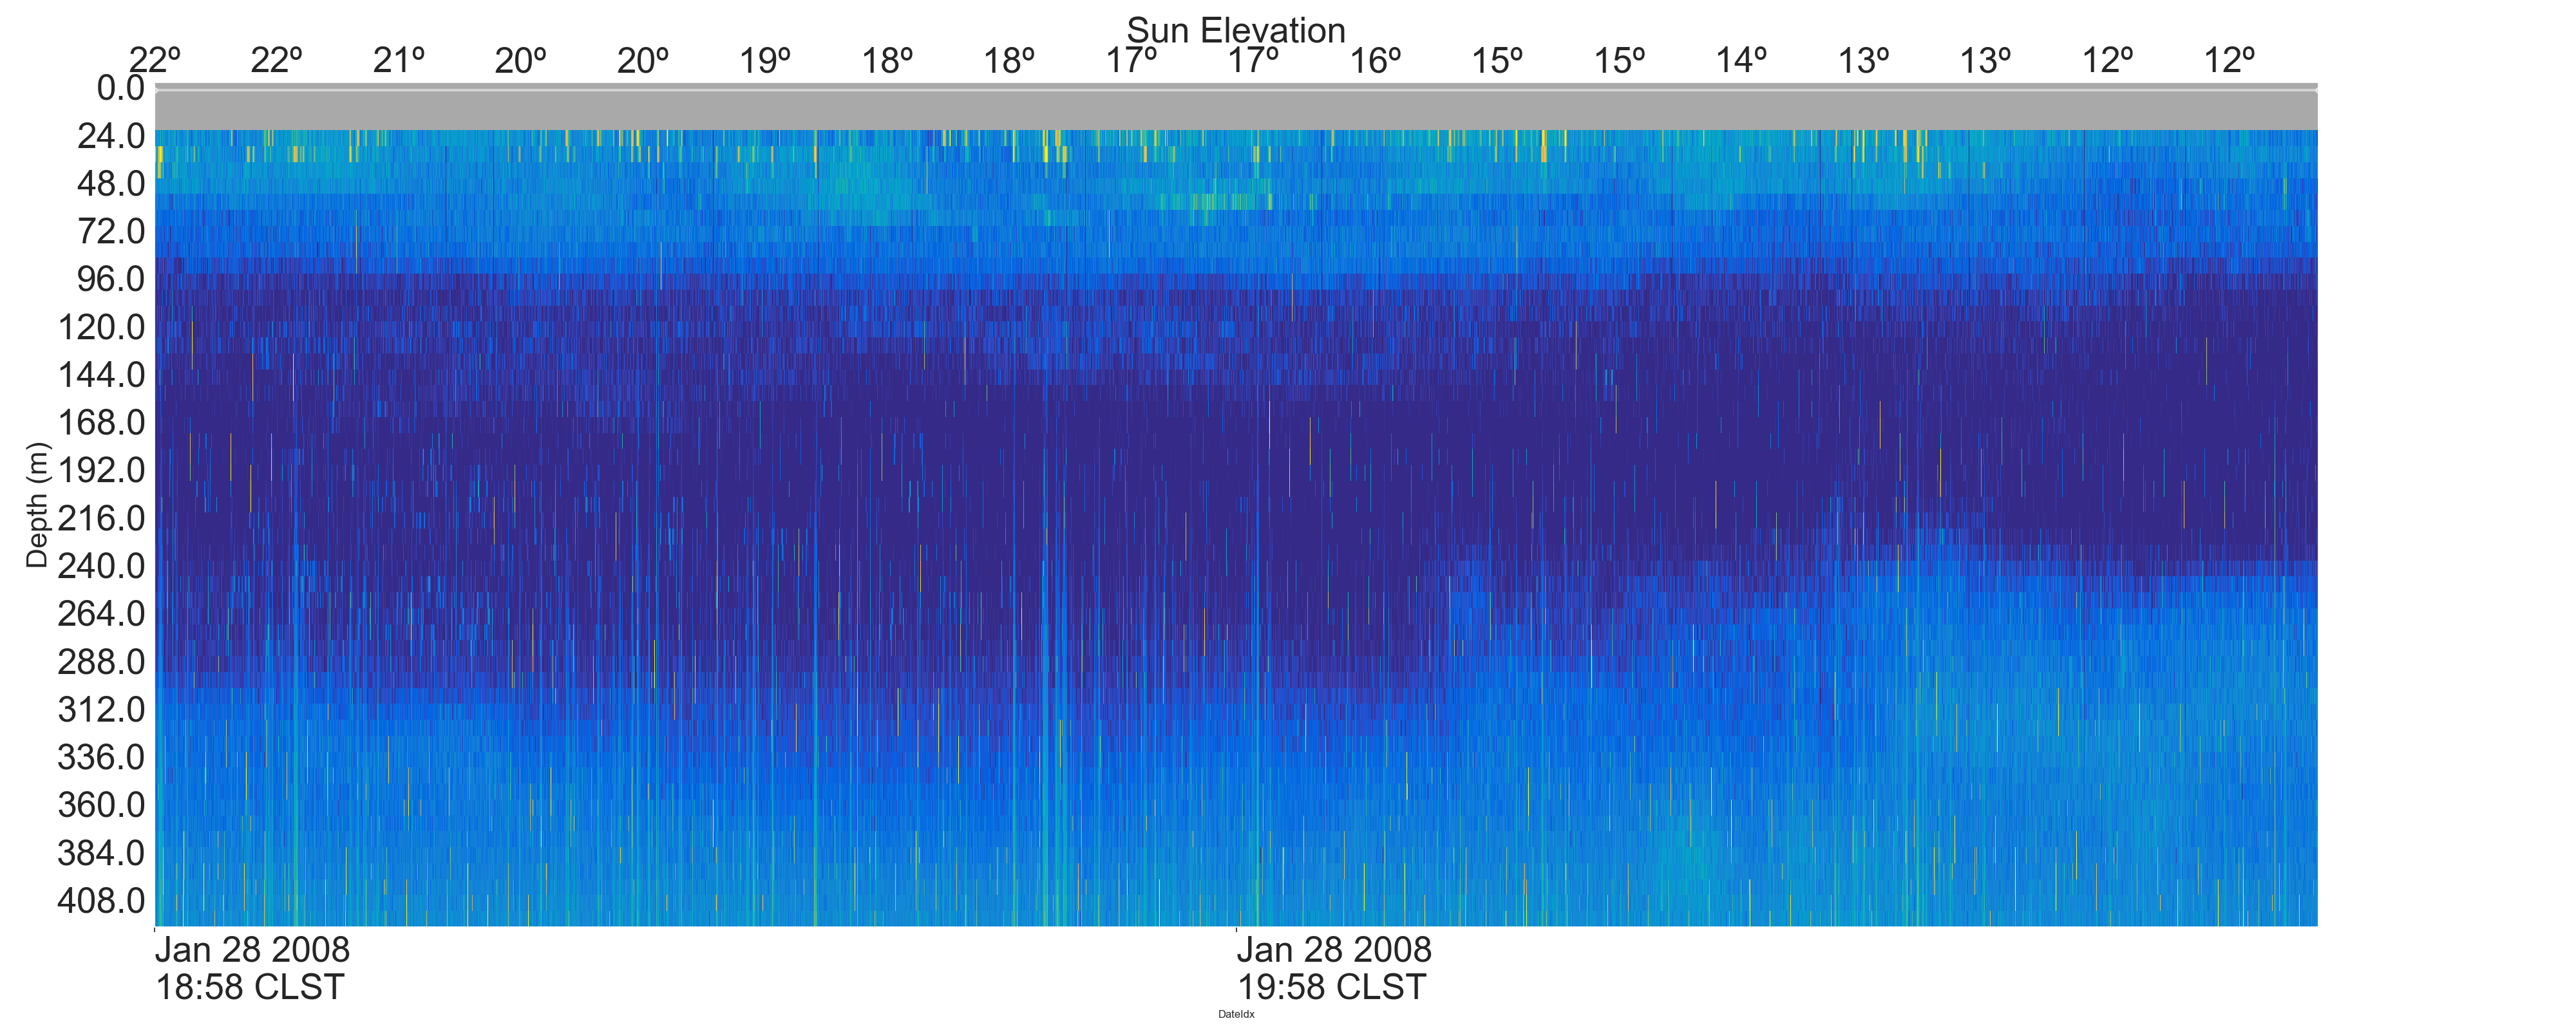 Sun Elevation
22º 22º 21º 20º 20º 19º 18º 18º 17º 17º 16º 15º 15º 14º 13º 13º 12º 12º
0.0
24.0
48.0
72.0
96.0
120.0
144.0
168.0
192.0
216.0
240.0
264.0
288.0
312.0
336.0
360.0
384.0
408.0
Depth (m)
Jan 28 2008
18:58 CLST
Jan 28 2008
19:58 CLST
DateIdx